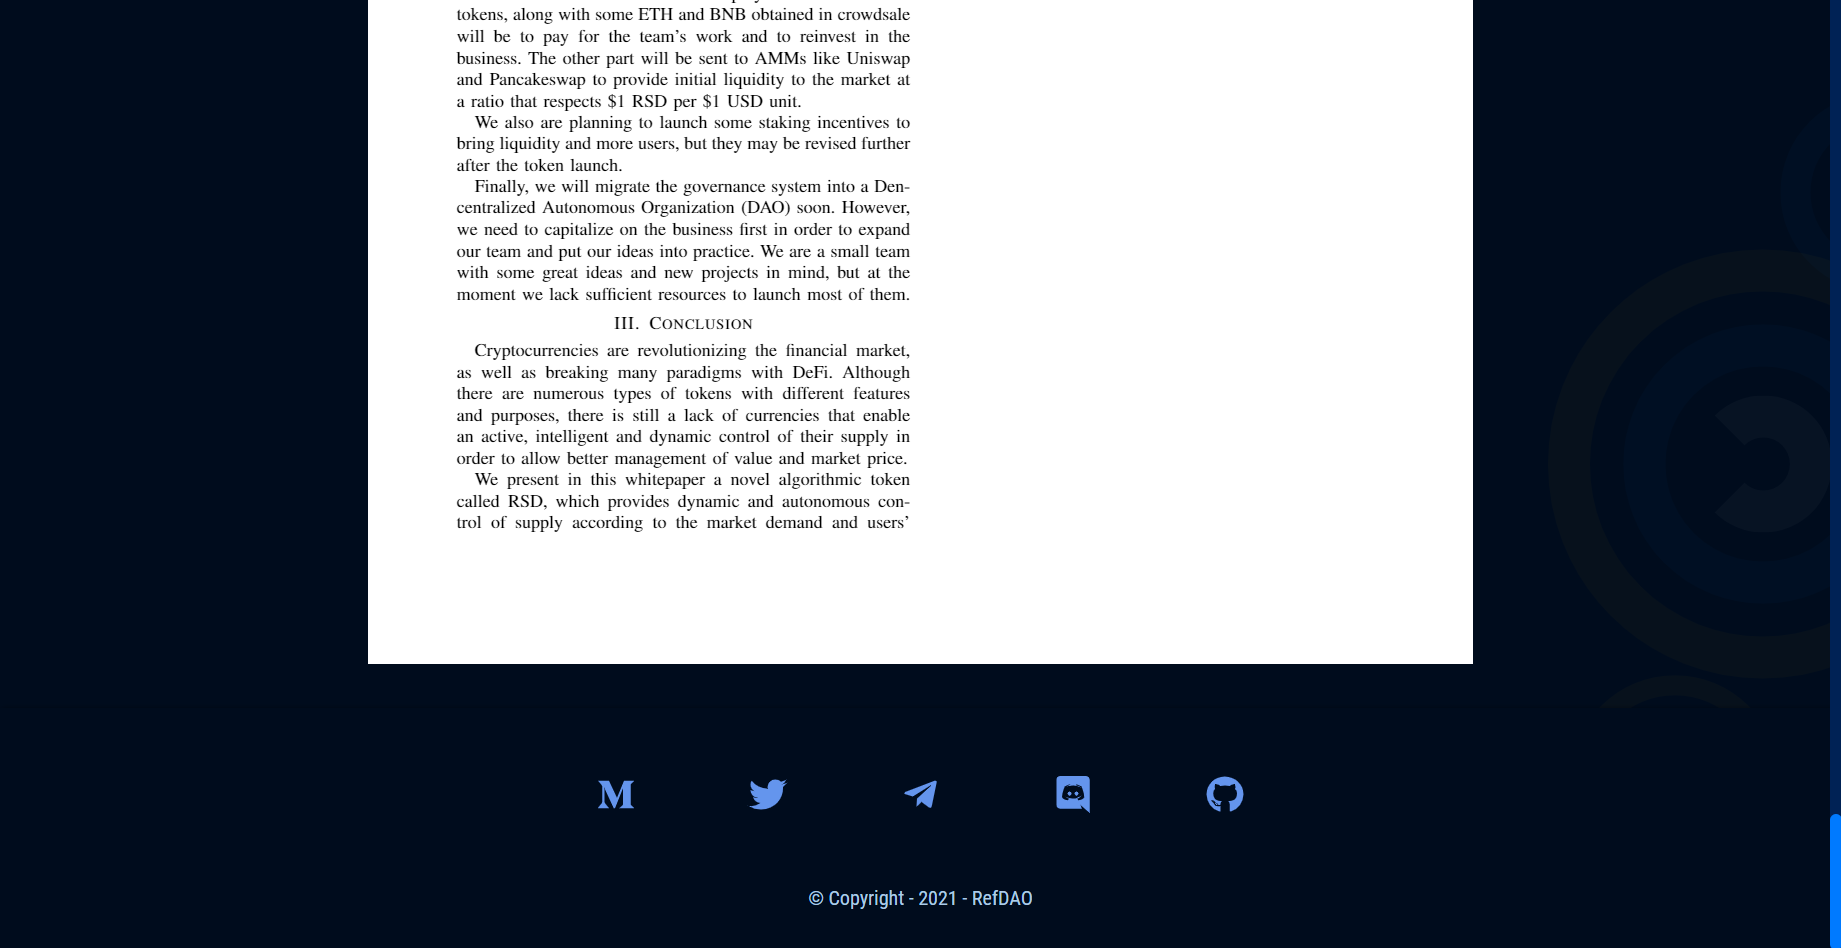 tokens, along with some ETH and BNB obtained in crowdsale
will be to pay for the team's work and to reinvest in the
business. The other part will be sent to AMMs like Uniswap
and Pancakeswap to provide initial liquidity to the market at
a ratio that respects $1 RSD per $1 USD unit.
We also are planning to launch some staking incentives to
bring liquidity and more users, but they may be revised further
after the token launch.
Finally, we will migrate the governance system into a Den-
centralized Autonomous Organization (DAO) soon. However,
we need to capitalize on the business first in order to expand
our team and put our ideas into practice. We are a small team
with some great ideas and new projects in mind, but at the
moment we lack sufficient resources to launch most of them.
III. CONCLUSION
Cryptocurrencies are revolutionizing the financial market,
as well as breaking many paradigms with DeFi. Although
there are numerous types of tokens with different features
and purposes, there is still a lack of currencies that enable
an active, intelligent and dynamic control of their supply in
order to allow better management of value and market price.
We present in this whitepaper a novel algorithmic token
called RSD, which provides dynamic and autonomous con-
trol of supply according to the market demand and users'
© Copyright - 2021 - RefDAO